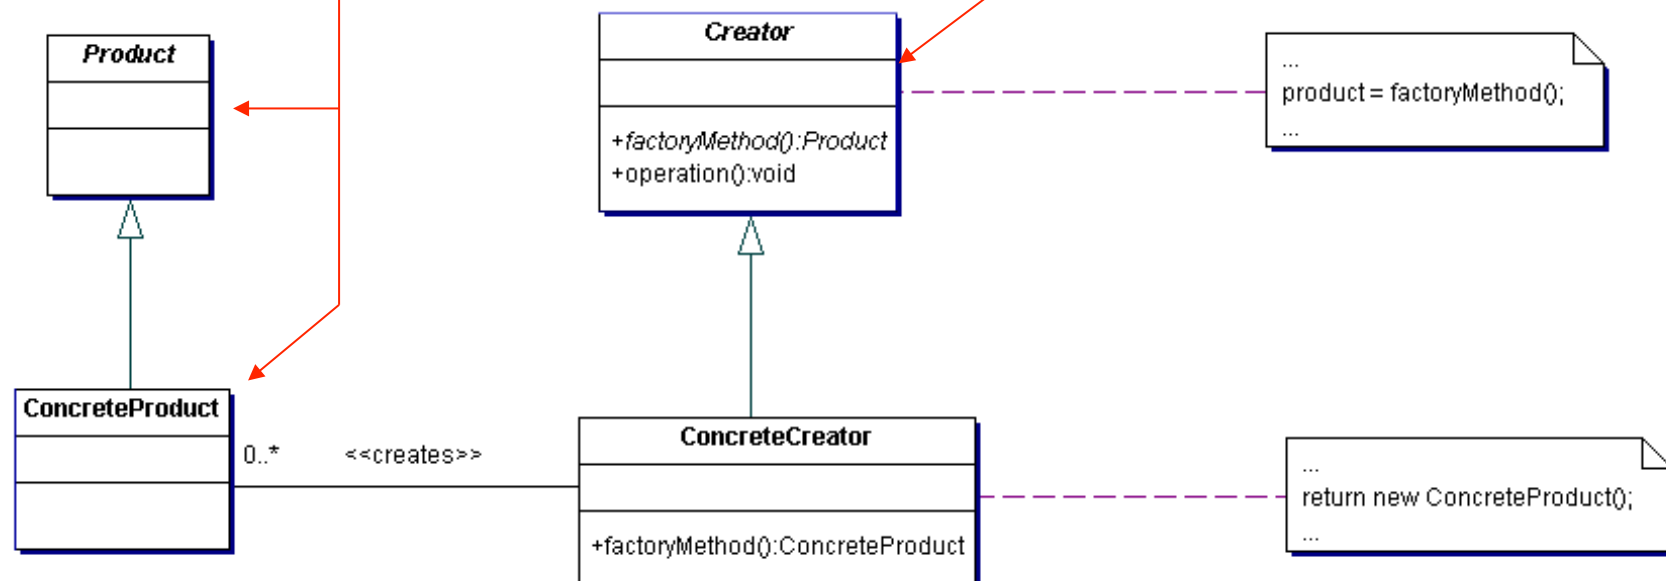 Product
Creator
+factoryMethod():Product
+operation():void
...
product = factoryMethod();
...
ConcreteProduct
0..*
<<creates>>
ConcreteCreator
+factoryMethod():ConcreteProduct
...
return new ConcreteProduct();
...